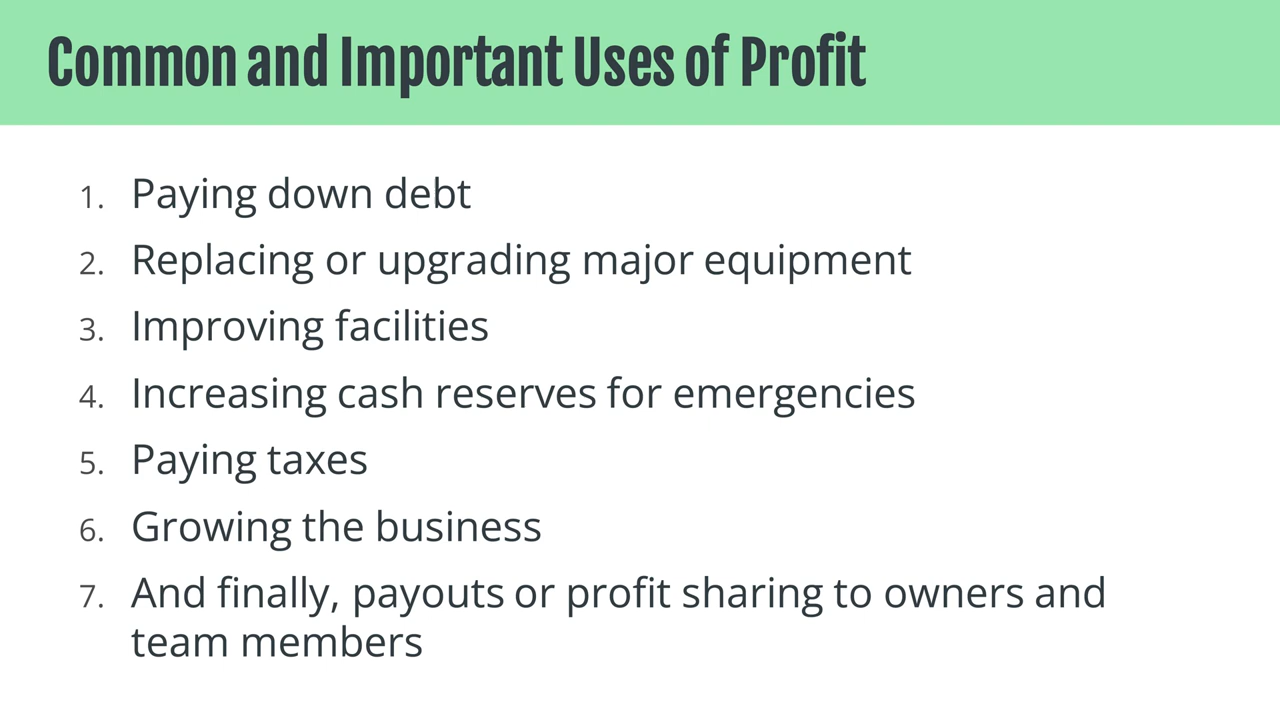 Common and Important Uses of Profit
1. Paying down debt
2. Replacing or upgrading major equipment
3. Improving facilities
4. Increasing cash reserves for emergencies
5. Paying taxes
6. Growing the business
7. And finally, payouts or profit sharing to owners and
team members